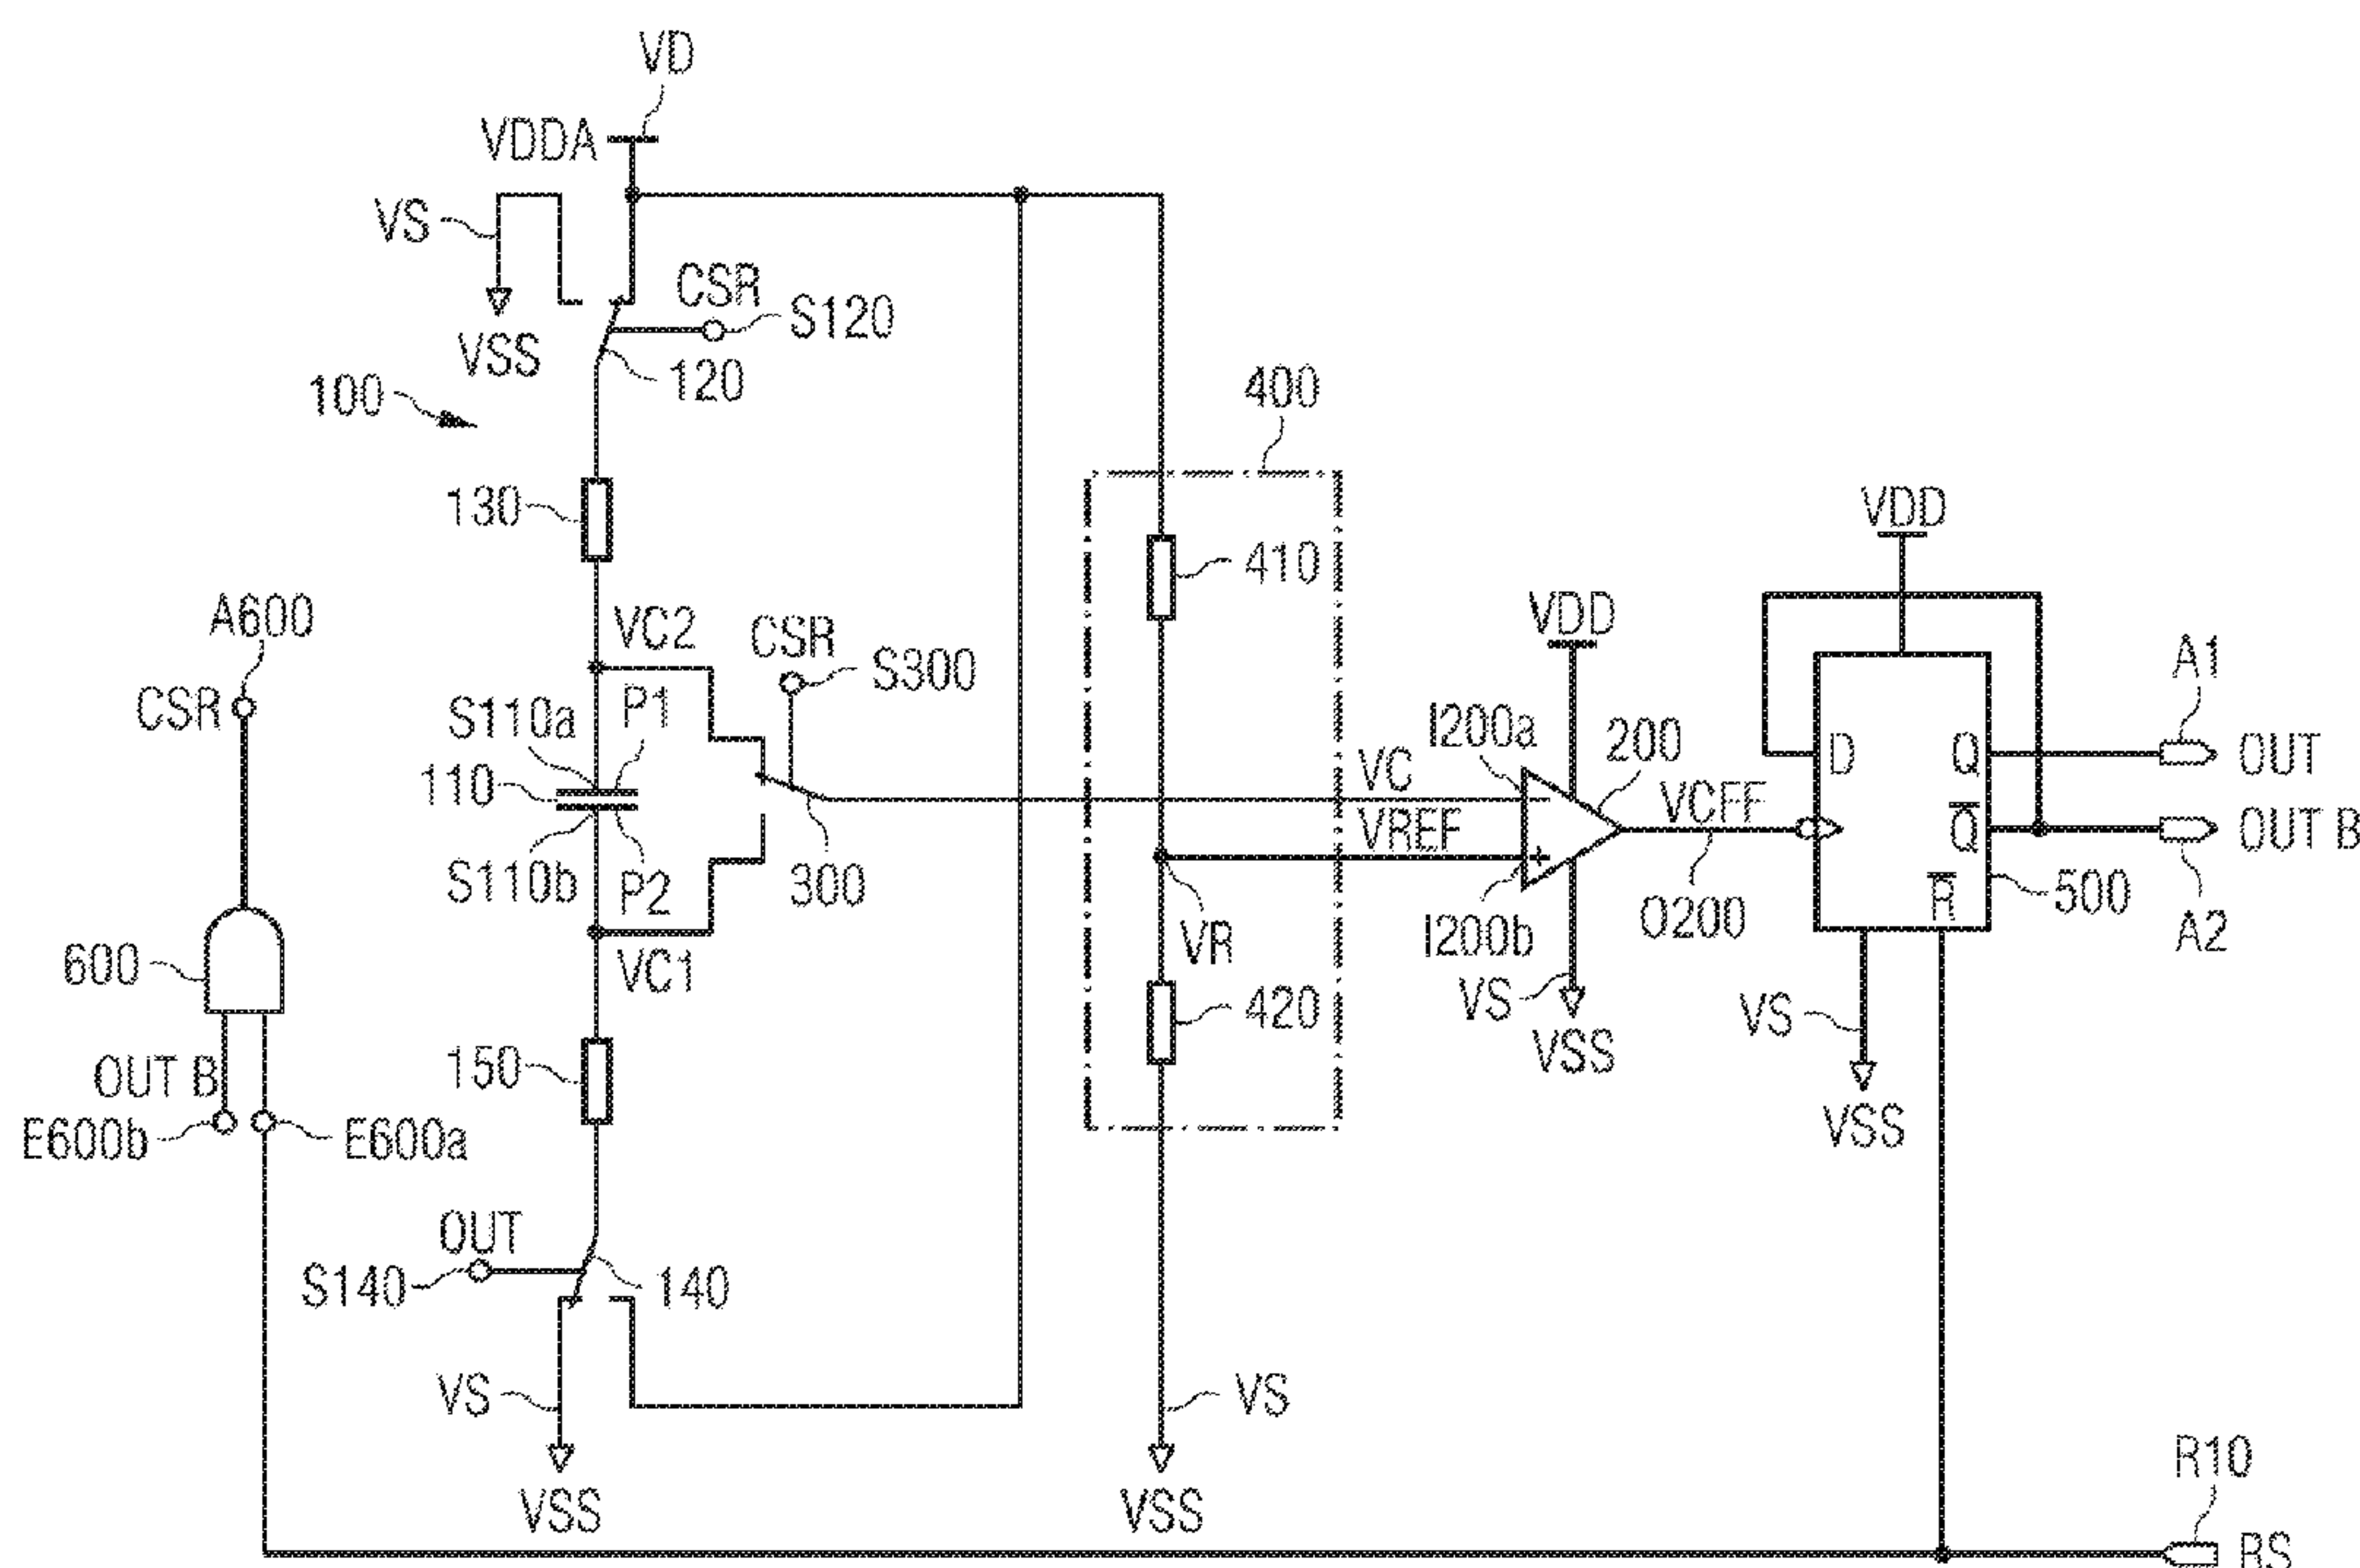 VD
VDDA
VS
CSR
S120
VSS
120
100
400
130
410
VDD
A600
VC2
CSR
S300
VDD
A1
CSR
S110a
P1
I200a
200
D
Q
OUT
110
VC
VCFF
VREF
Q
OUT B
S110b
P2
300
I200b
O200
R
500
A2
600
VC1
VR
VS
VS
420
VSS
150
OUT B
VSS
E600b
E600a
OUT
S140
140
VS
VS
R10
VSS
VSS